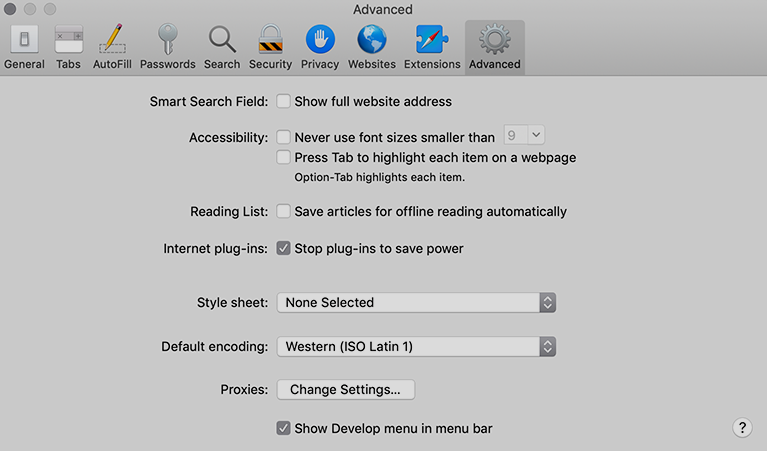 Advanced
General Tabs AutoFill Passwords Search Security Privacy Websites Extensions Advanced
Smart Search Field: Show full website address
Accessibility: Never use font sizes smaller than 9
Press Tab to highlight each item on a webpage
Option-Tab highlights each item.
Reading List: Save articles for offline reading automatically
Internet plug-ins: Stop plug-ins to save power
Style sheet: None Selected
Default encoding: Western (ISO Latin 1)
Proxies: Change Settings...
Show Develop menu in menu bar ?